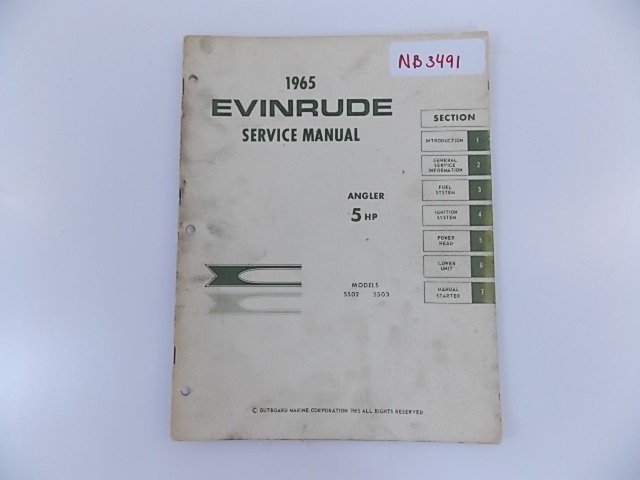 NB3491
1965
EVINRUDE
SERVICE MANUAL
ANGLER
5 HP
MODELS
5502 5503
SECTION
INTRODUCTION 1
GENERAL
SERVICE
INFORMATION
2
FUEL
SYSTEM
3
IGNITION
SYSTEM
4
POWER
HEAD
5
LOWER
UNIT
6
MANUAL
STARTER
7
© OUTBOARD MARINE CORPORATION 1965 ALL RIGHTS RESERVED